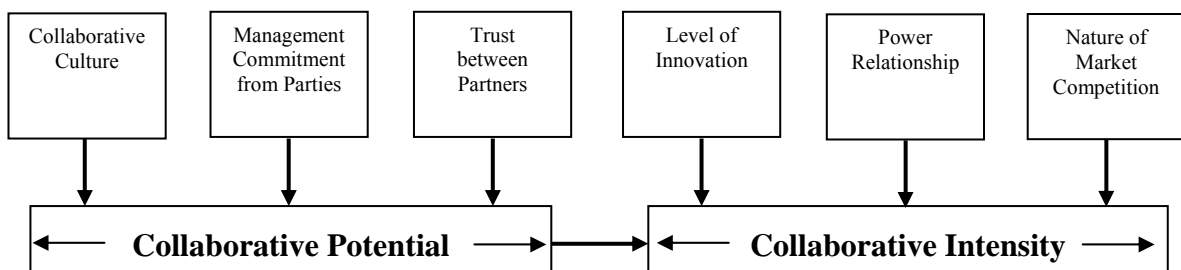 Collaborative
Culture
Management
Commitment
from Parties
Trust
between
Partners
Level of
Innovation
Power
Relationship
Nature of
Market
Competition
Collaborative Potential
Collaborative Intensity